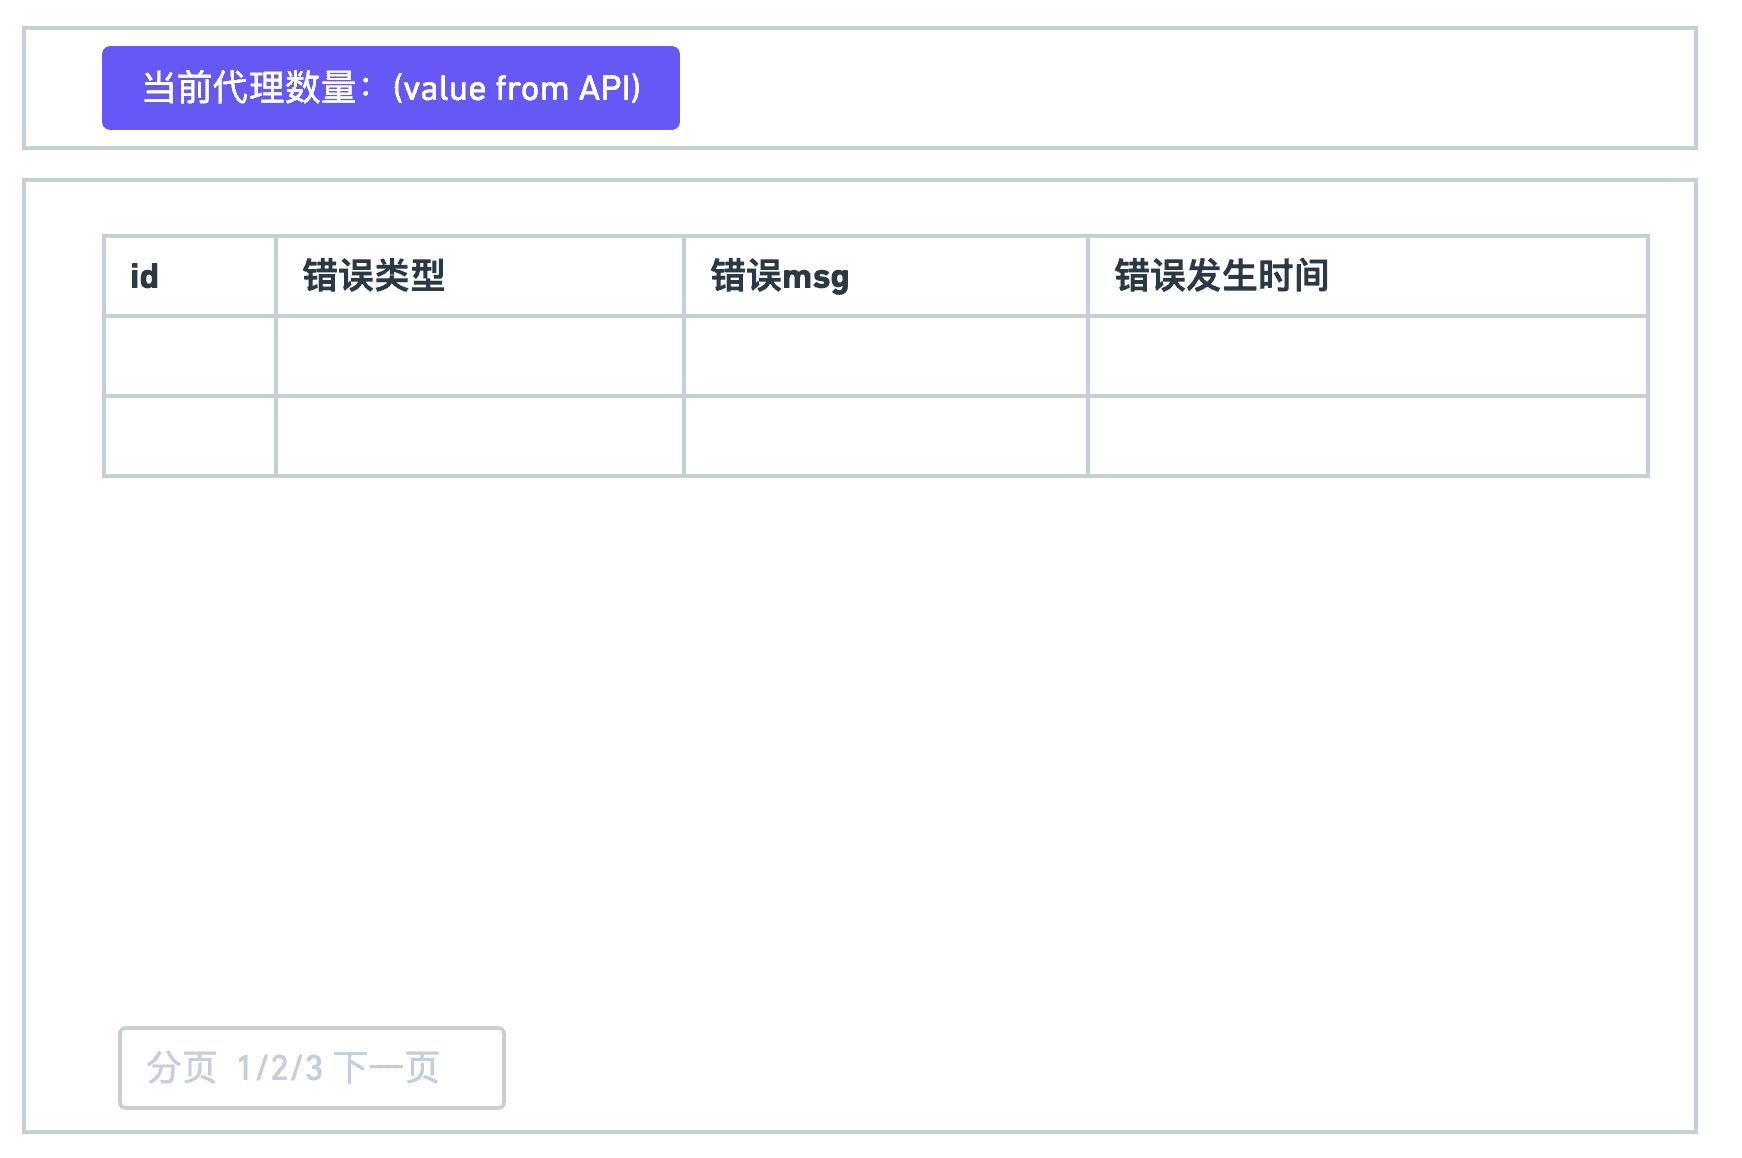 当前代理数量：(value from API)
id 错误类型 错误msg 错误发生时间
分页 1/2/3 下一页